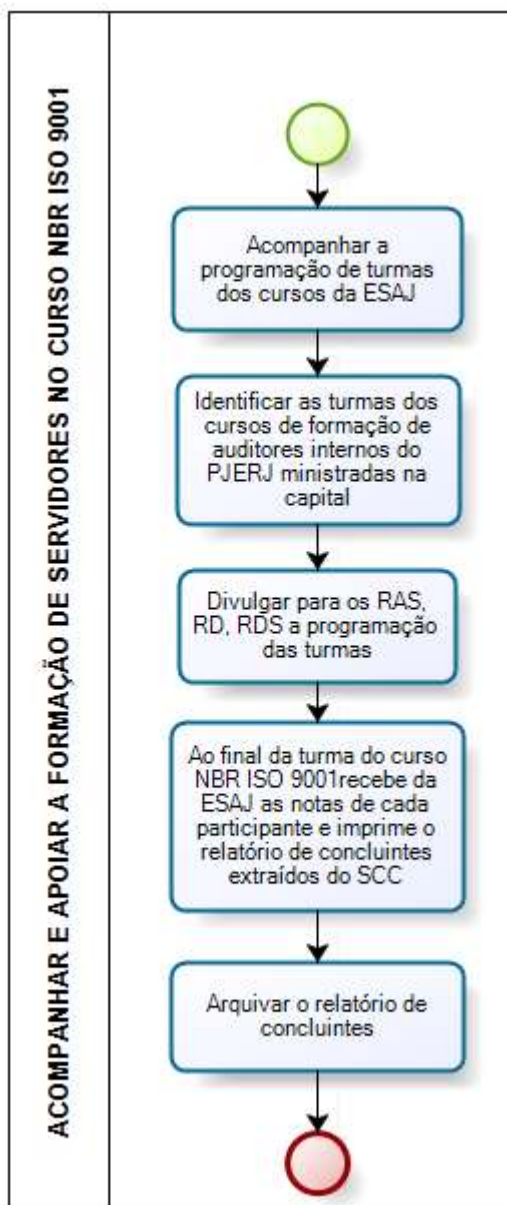 ACOMPANHAR E APOIAR A FORMAÇÃO DE SERVIDORES NO CURSO NBR ISO 9001
Acompanhar a
programação de turmas
dos cursos da ESAJ
Identificar as turmas dos
cursos de formação de
auditores internos do
PJERJ ministradas na
capital
Divulgar para os RAS,
RD, RDS a programação
das turmas
Ao final da turma do curso
NBR ISO 9001recebe da
ESAJ as notas de cada
participante e imprime o
relatório de concluintes
extraídos do SCC
Arquivar o relatório de
concluintes